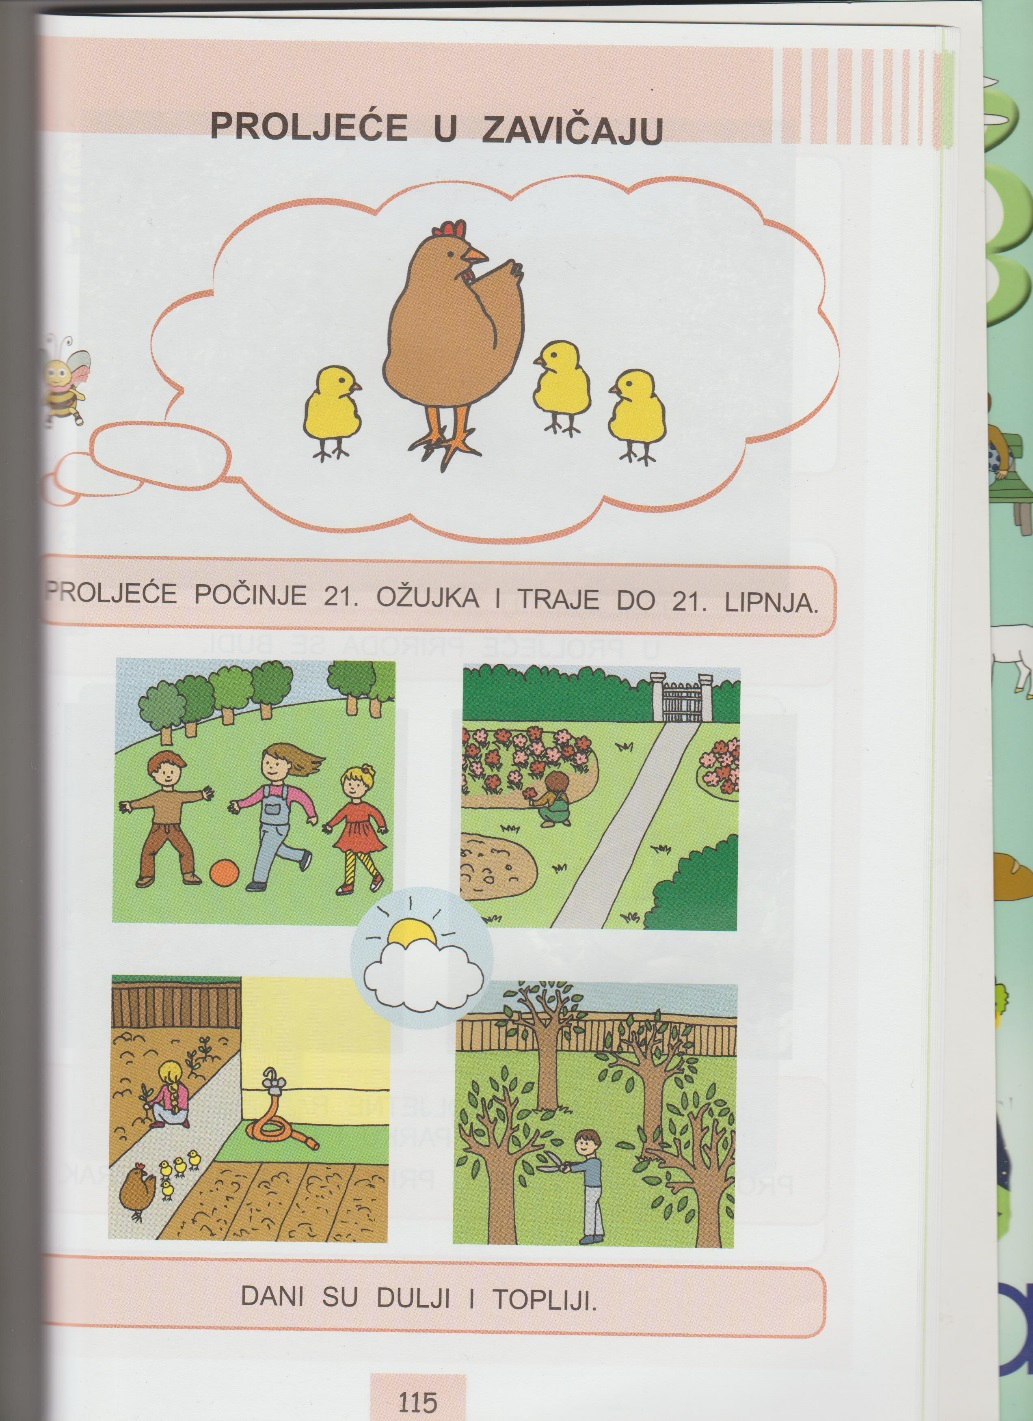 PROLJEĆE U ZAVIČAJU
PROLJEĆE POČINJE 21. OŽUJKA I TRAJE DO 21. LIPNJA.
DANI SU DULJI I TOPLIJI.
115